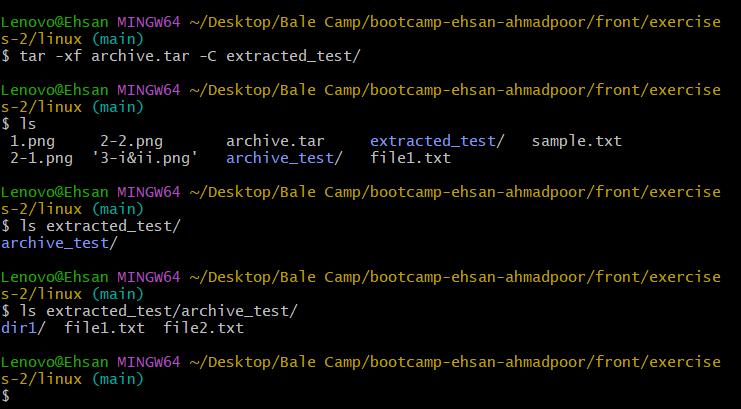 Lenovo@Ehsan MINGW64 ~/Desktop/Bale Camp/bootcamp-ehsan-ahmadpoor/front/exercise
s-2/linux (main)
$ tar -xf archive.tar -C extracted_test/

Lenovo@Ehsan MINGW64 ~/Desktop/Bale Camp/bootcamp-ehsan-ahmadpoor/front/exercise
s-2/linux (main)
$ ls
 1.png     2-2.png       archive.tar     extracted_test/   sample.txt
 2-1.png  '3-i&ii.png'   archive_test/   file1.txt

Lenovo@Ehsan MINGW64 ~/Desktop/Bale Camp/bootcamp-ehsan-ahmadpoor/front/exercise
s-2/linux (main)
$ ls extracted_test/
archive_test/

Lenovo@Ehsan MINGW64 ~/Desktop/Bale Camp/bootcamp-ehsan-ahmadpoor/front/exercise
s-2/linux (main)
$ ls extracted_test/archive_test/
dir1/  file1.txt  file2.txt

Lenovo@Ehsan MINGW64 ~/Desktop/Bale Camp/bootcamp-ehsan-ahmadpoor/front/exercise
s-2/linux (main)
$